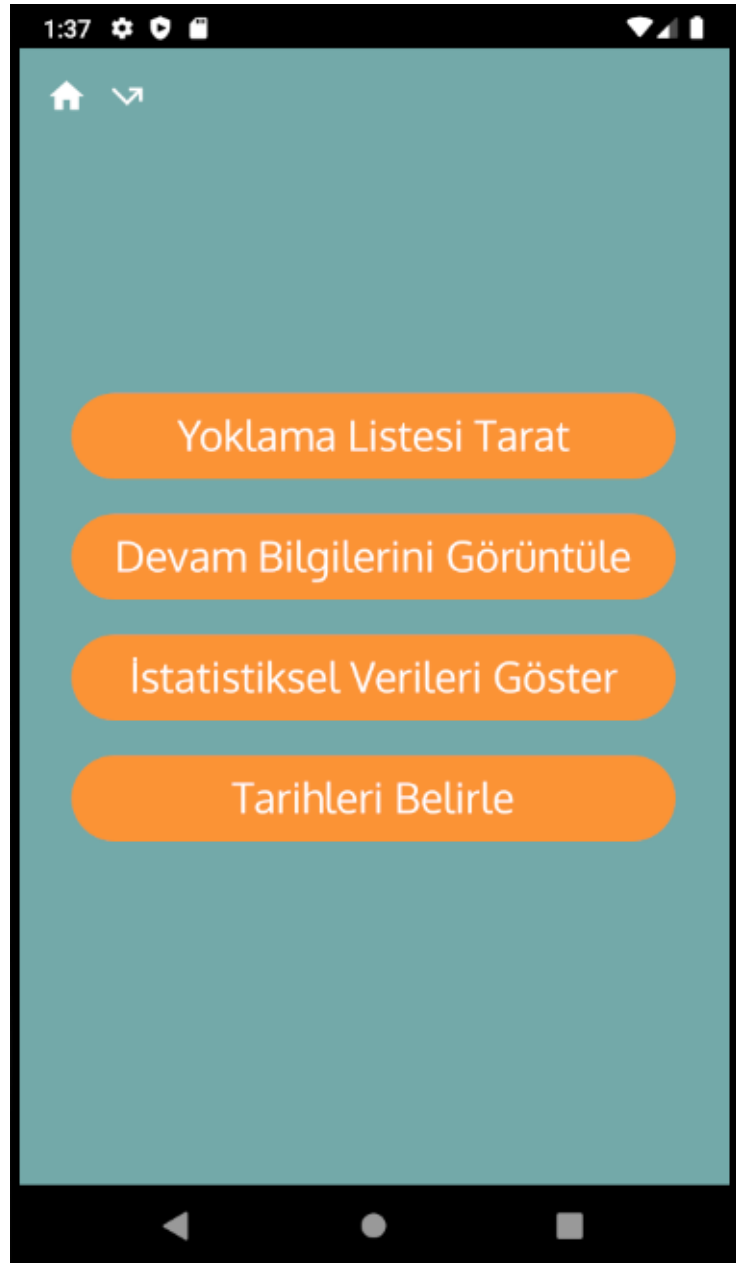 1:37
Yoklama Listesi Tarat
Devam Bilgilerini Görüntüle
İstatistiksel Verileri Göster
Tarihleri Belirle